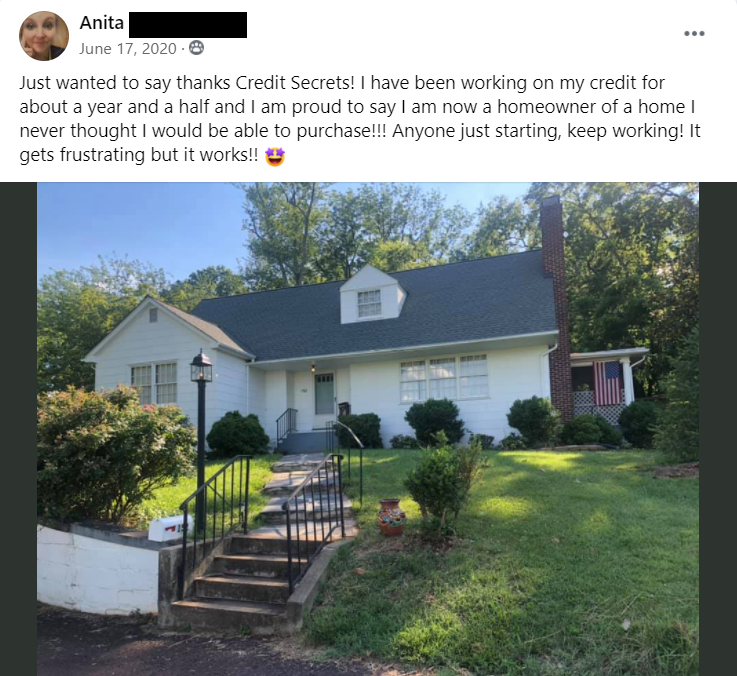 Anita
June 17, 2020 ·
Just wanted to say thanks Credit Secrets! I have been working on my credit for
about a year and a half and I am proud to say I am now a homeowner of a home I
never thought I would be able to purchase!!! Anyone just starting, keep working! It
gets frustrating but it works!! 🤩